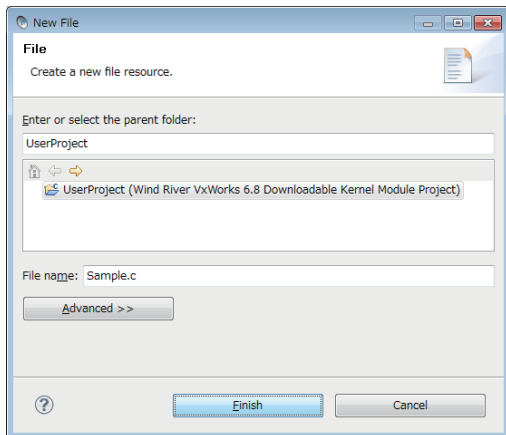 New File
File
Create a new file resource.
Enter or select the parent folder:
UserProject
UserProject (Wind River VxWorks 6.8 Downloadable Kernel Module Project)
File name: Sample.c
Advanced >>
Finish Cancel